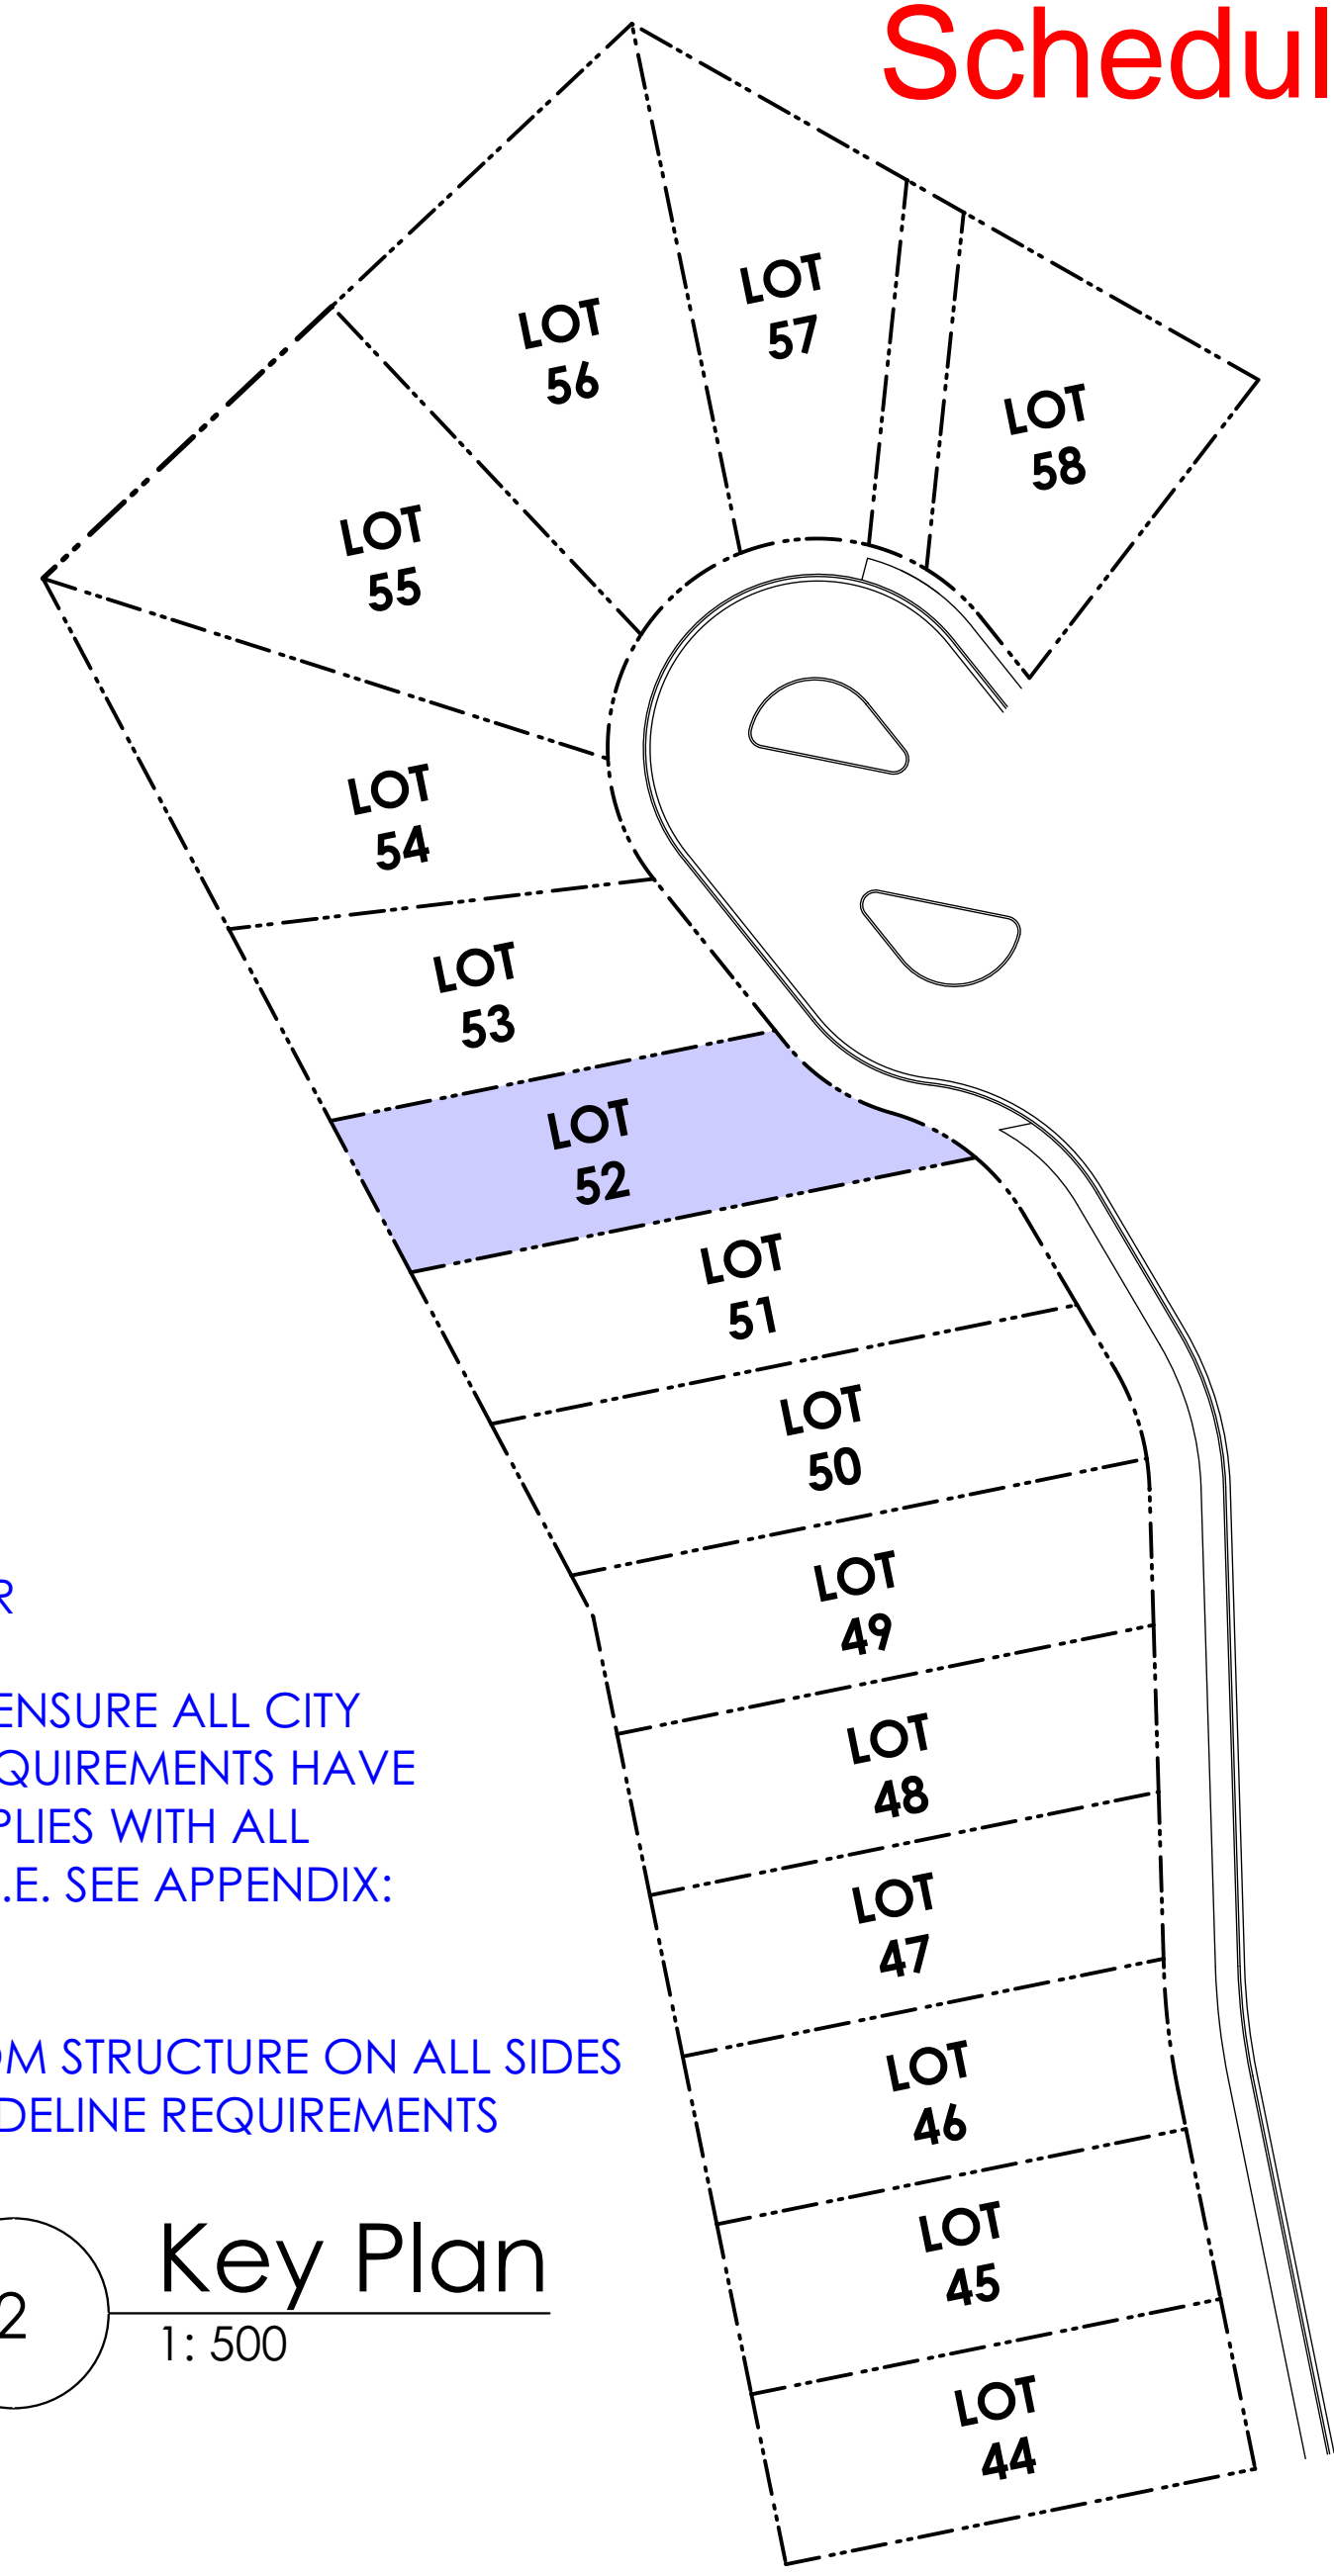 Schedul
LOT
57
LOT
56
LOT
58
LOT
55
LOT
54
LOT
53
LOT
52
LOT
51
LOT
50
LOT
49
LOT
48
LOT
47
LOT
46
LOT
45
LOT
44
R
ENSURE ALL CITY
QUIREMENTS HAVE
PLIES WITH ALL
.E. SEE APPENDIX:
OM STRUCTURE ON ALL SIDES
DELINE REQUIREMENTS
2
Key Plan
1: 500